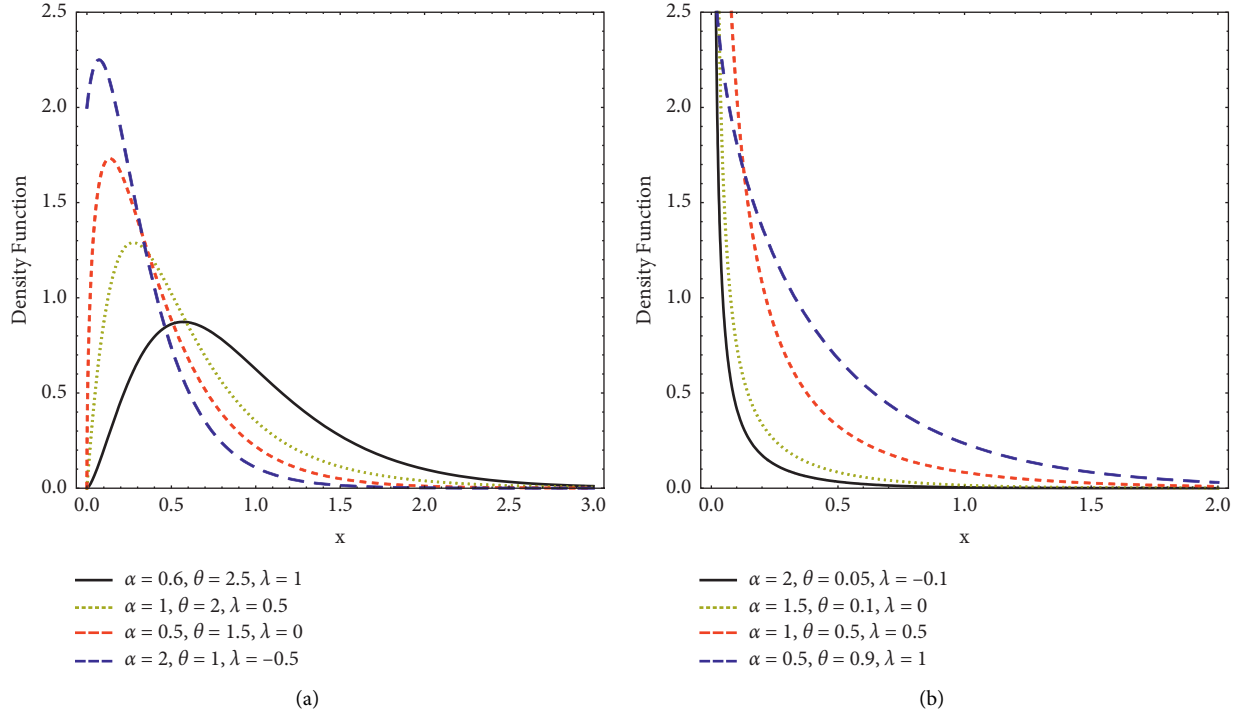 2.5
2.0
1.5
1.0
0.5
0.0
Density Function
0.0 0.5 1.0 1.5 2.0 2.5 3.0
x
α = 0.6, θ = 2.5, λ = 1
α = 1, θ = 2, λ = 0.5
α = 0.5, θ = 1.5, λ = 0
α = 2, θ = 1, λ = –0.5
(a)
2.5
2.0
1.5
1.0
0.5
0.0
Density Function
0.0 0.5 1.0 1.5 2.0
x
α = 2, θ = 0.05, λ = –0.1
α = 1.5, θ = 0.1, λ = 0
α = 1, θ = 0.5, λ = 0.5
α = 0.5, θ = 0.9, λ = 1
(b)